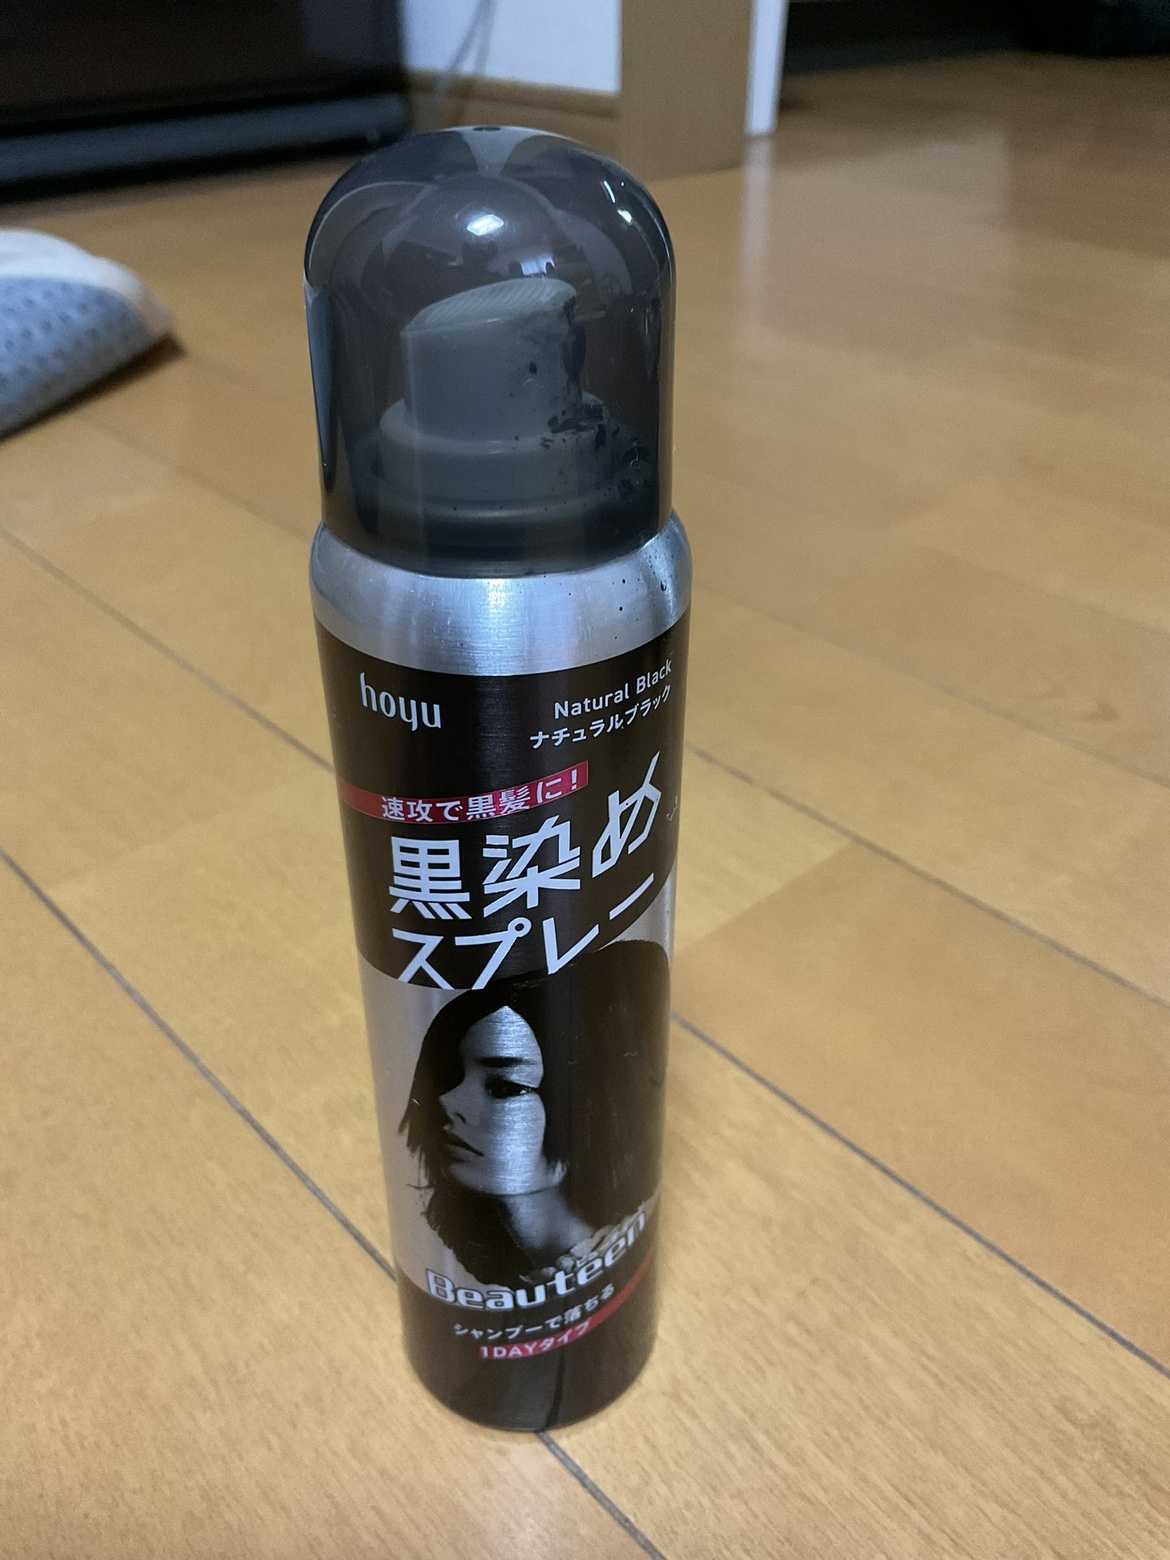 hoyu
Natural Black
ナチュラルブラック
速攻で黒髪に!
黒染め
スプレー
Beauteen
シャンプーで落ちる
1DAYタイプ